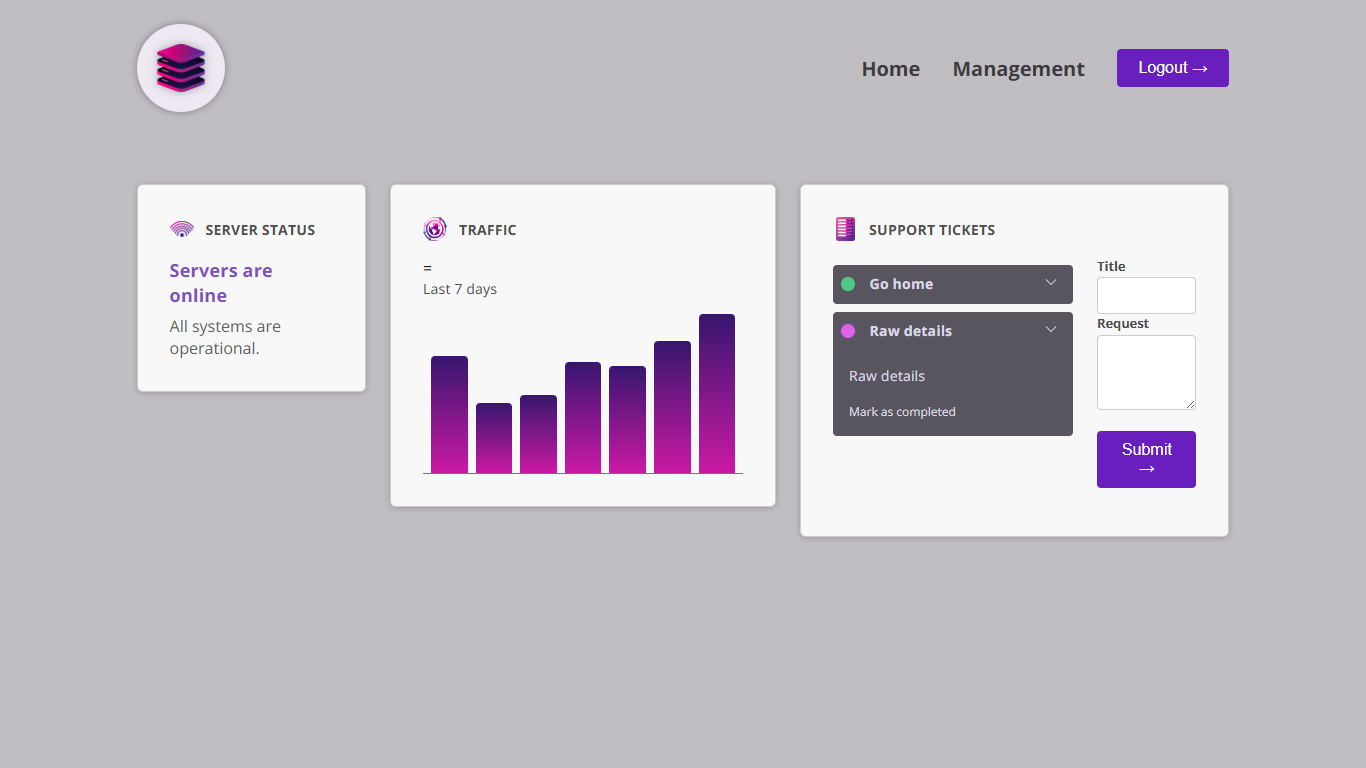 Home
Management
Logout →
SERVER STATUS
Servers are
online
All systems are
operational.
TRAFFIC
=
Last 7 days
SUPPORT TICKETS
Go home
Raw details
Raw details
Mark as completed
Title
Request
Submit
→